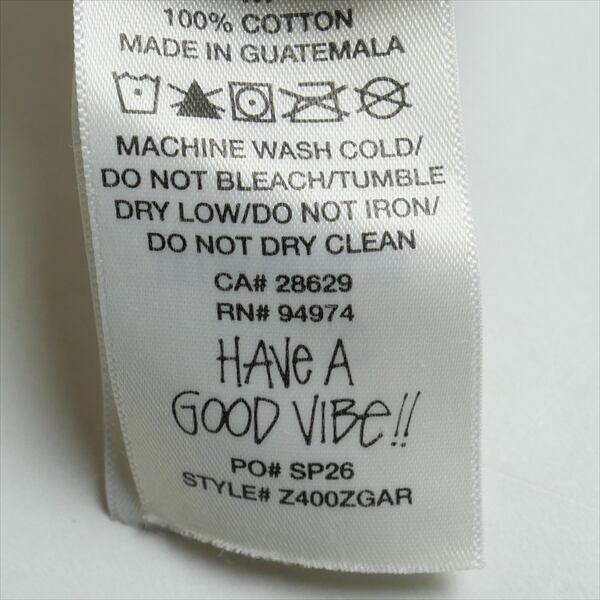 100% COTTON
MADE IN GUATEMALA
MACHINE WASH COLD/
DO NOT BLEACH/TUMBLE
DRY LOW/DO NOT IRON/
DO NOT DRY CLEAN
CA# 28629
RN# 94974
HAVE A
GOOD VIBE!!
PO# SP26
STYLE# Z400ZGAR